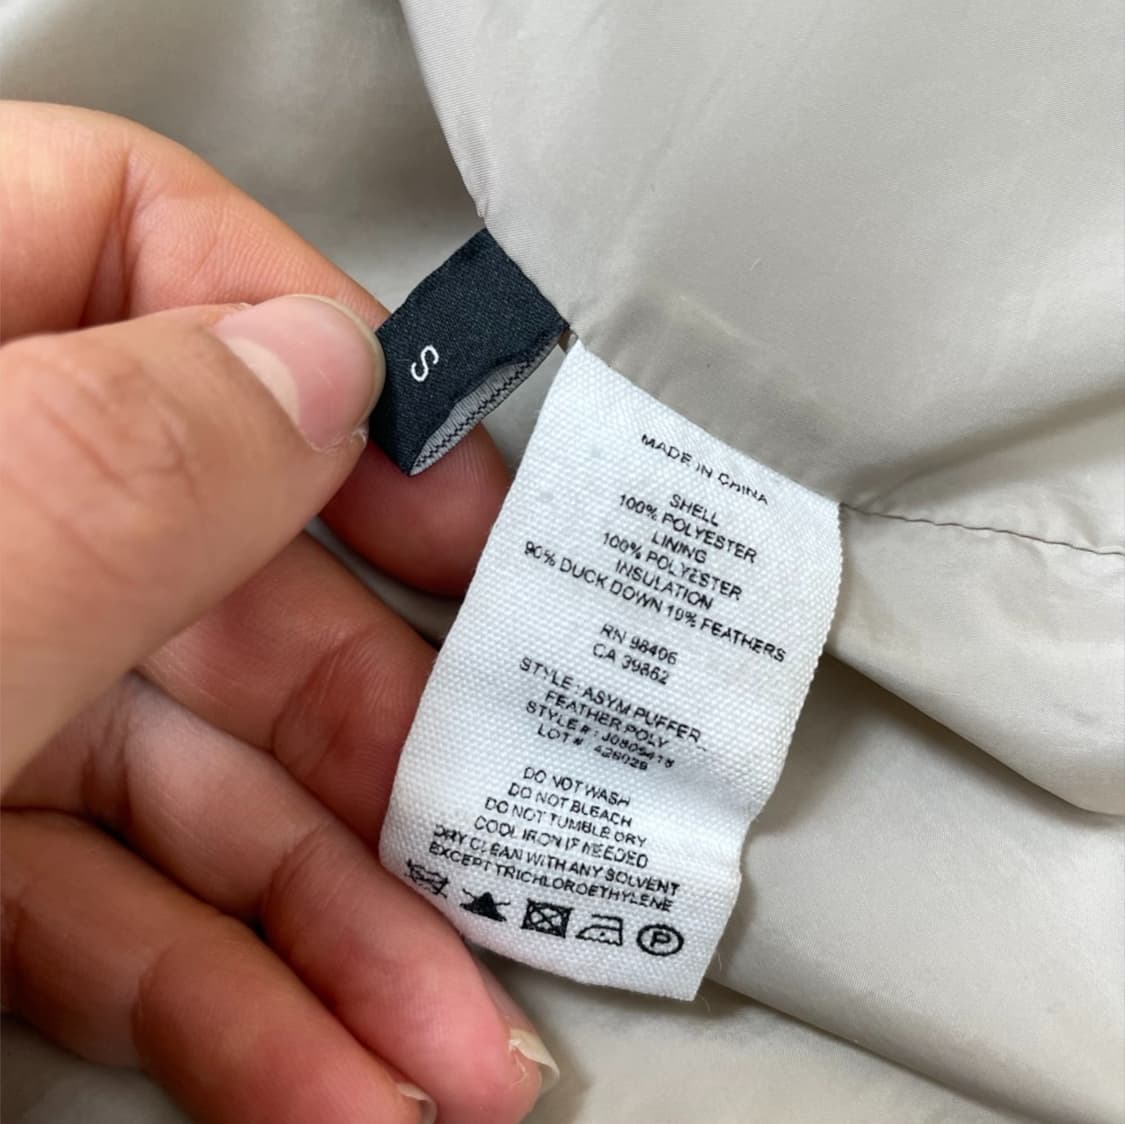 S
MADE IN CHINA
SHELL
100% POLYESTER
LINING
100% POLYESTER
INSULATION
90% DUCK DOWN 10% FEATHERS
RN 98406
CA 39862
STYLE : ASYM PUFFER
FEATHER POLY
STYLE # :
LOT #
DO NOT WASH
DO NOT BLEACH
DO NOT TUMBLE DRY
COOL IRON IF NEEDED
DRY CLEAN WITH ANY SOLVENT
EXCEPT TRICHLOROETHYLENE
P